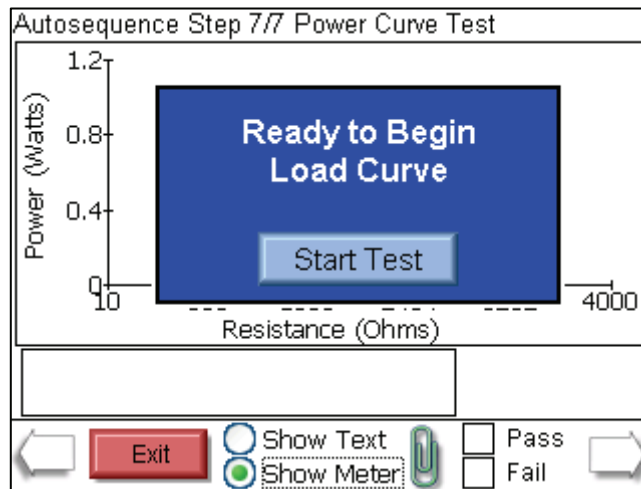 Autosequence Step 7/7 Power Curve Test
1.2
0.8
0.4
0
Power (Watts)
Ready to Begin
Load Curve
Start Test
10
4000
Resistance (Ohms)
Exit
Show Text
Show Meter
Pass
Fail